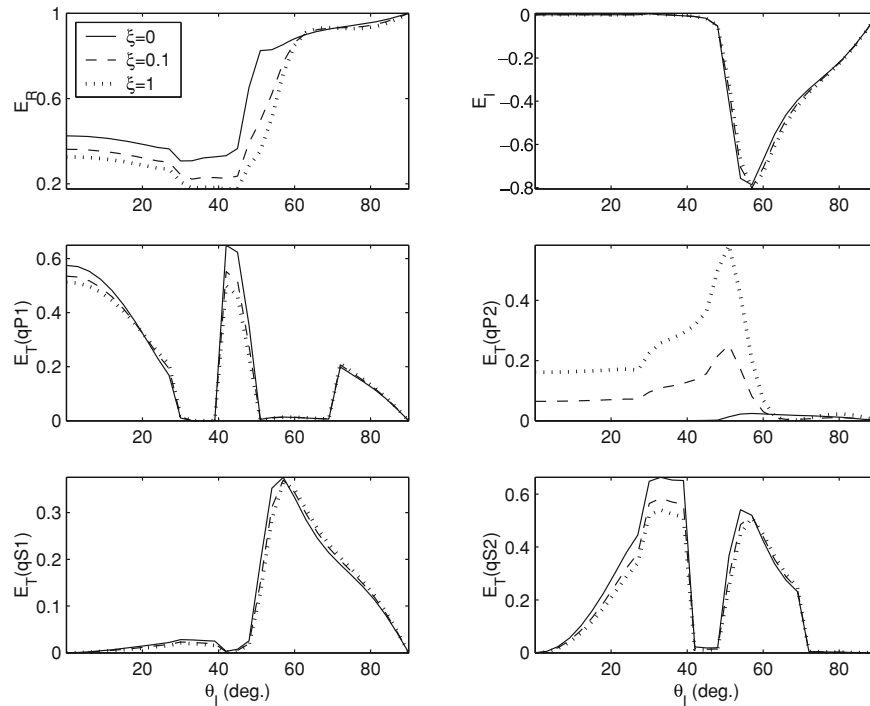 1
0.6
0.2
E_R
ξ=0
ξ=0.1
ξ=1
20 40 60 80
0
−0.2
−0.4
−0.6
−0.8
E_I
20 40 60 80
0.6
0.4
0.2
0
E_T(qP1)
20 40 60 80
0.4
0.2
0
E_T(qP2)
20 40 60 80
0.3
0.2
0.1
0
E_T(qS1)
20 40 60 80
θ_I (deg.)
0.6
0.4
0.2
0
E_T(qS2)
20 40 60 80
θ_I (deg.)